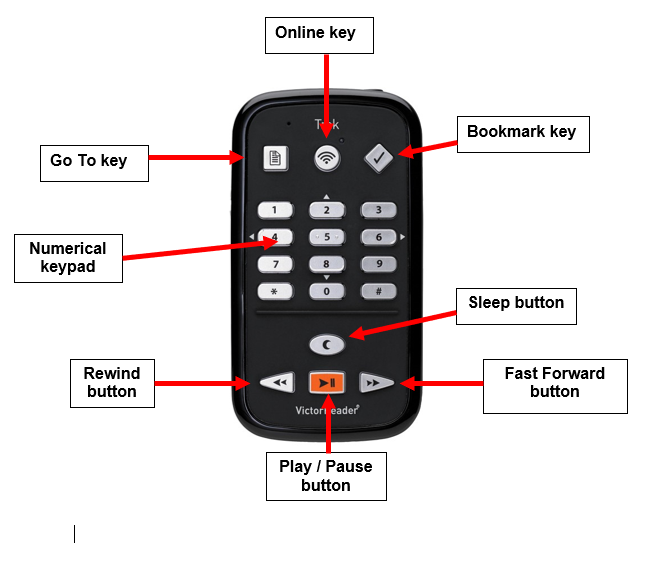 Online key
Trek
Bookmark key
Go To key
1 2 3
4 5 6
7 8 9
* 0 #
Numerical
keypad
Sleep button
Rewind
button
Fast Forward
button
VictorReader®
Play / Pause
button